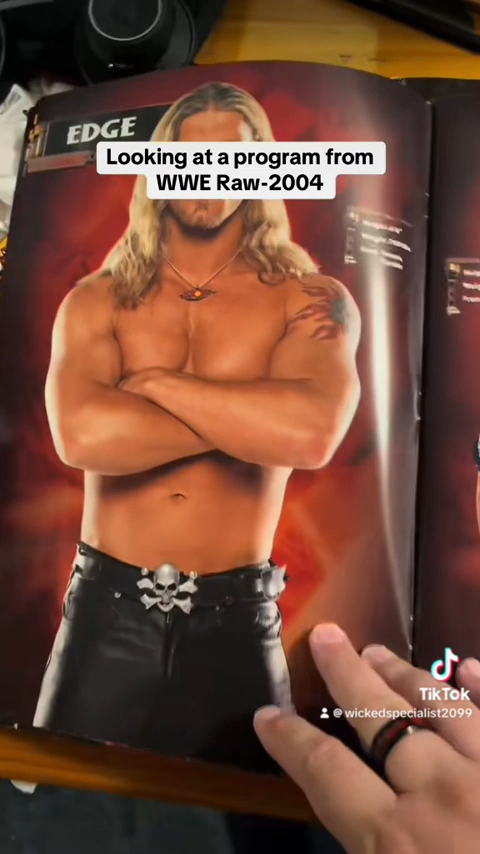 EDGE
Looking at a program from
WWE Raw-2004
TikTok
@wickedspecialist2099